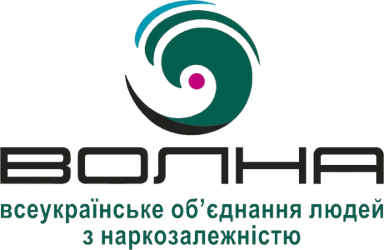 ВОЛНА
всеукраїнське об’єднання людей
з наркозалежністю